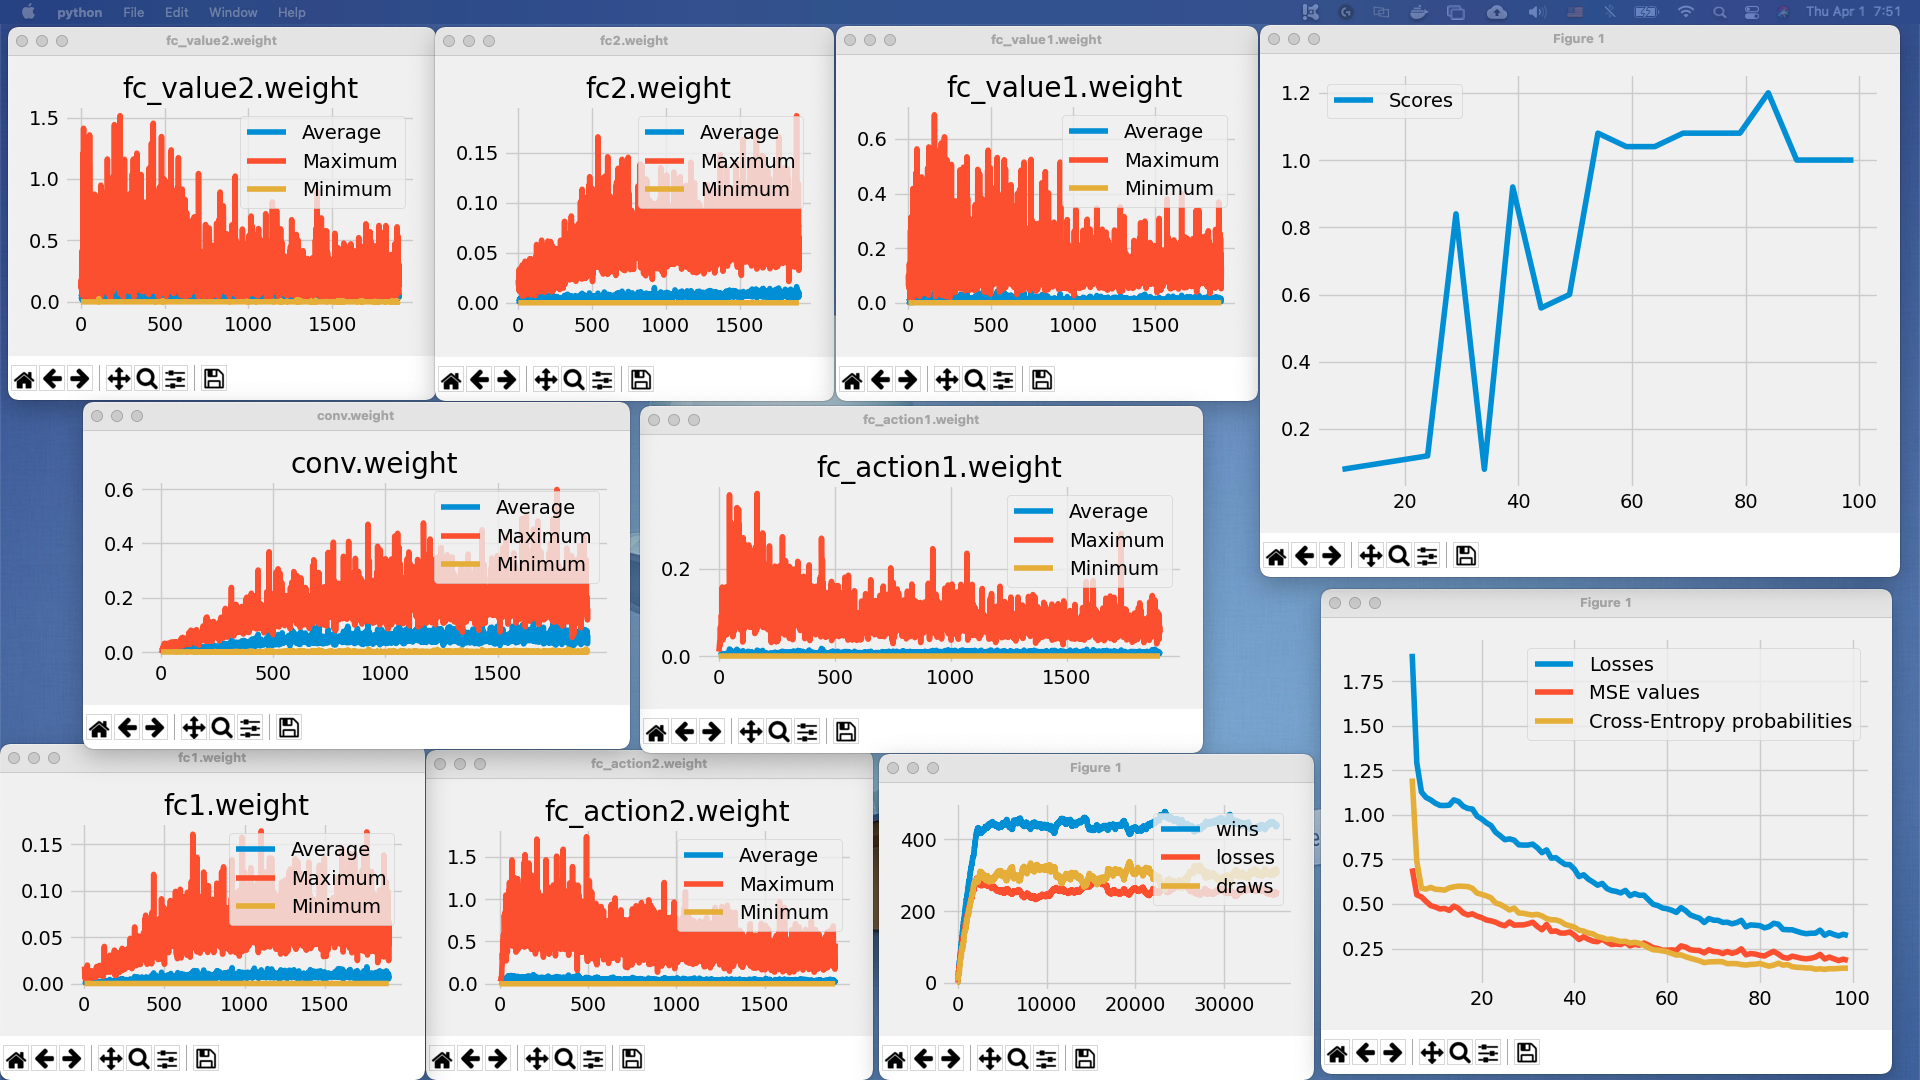 python File Edit Window Help Thu Apr 1 7:51
fc_value2.weight
fc_value2.weight
Average
Maximum
Minimum
1.5
1.0
0.5
0.0
0 500 1000 1500
fc2.weight
fc2.weight
Average
Maximum
Minimum
0.15
0.10
0.05
0.00
0 500 1000 1500
fc_value1.weight
fc_value1.weight
Average
Maximum
Minimum
0.6
0.4
0.2
0.0
0 500 1000 1500
Figure 1
Scores
1.2
1.0
0.8
0.6
0.4
0.2
20 40 60 80 100
conv.weight
conv.weight
Average
Maximum
Minimum
0.6
0.4
0.2
0.0
0 500 1000 1500
fc_action1.weight
fc_action1.weight
Average
Maximum
Minimum
0.2
0.0
0 500 1000 1500
Figure 1
Losses
MSE values
Cross-Entropy probabilities
1.75
1.50
1.25
1.00
0.75
0.50
0.25
20 40 60 80 100
fc1.weight
fc1.weight
Average
Maximum
Minimum
0.15
0.10
0.05
0.00
0 500 1000 1500
fc_action2.weight
fc_action2.weight
Average
Maximum
Minimum
1.5
1.0
0.5
0.0
0 500 1000 1500
Figure 1
wins
losses
draws
400
200
0
0 10000 20000 30000